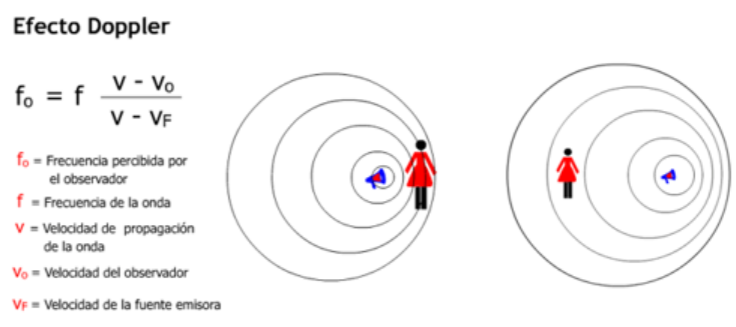 Efecto Doppler
fo = f v - vo / v - vF
fo = Frecuencia percibida por
el observador
f = Frecuencia de la onda
v = Velocidad de propagación
de la onda
vo = Velocidad del observador
vF = Velocidad de la fuente emisora